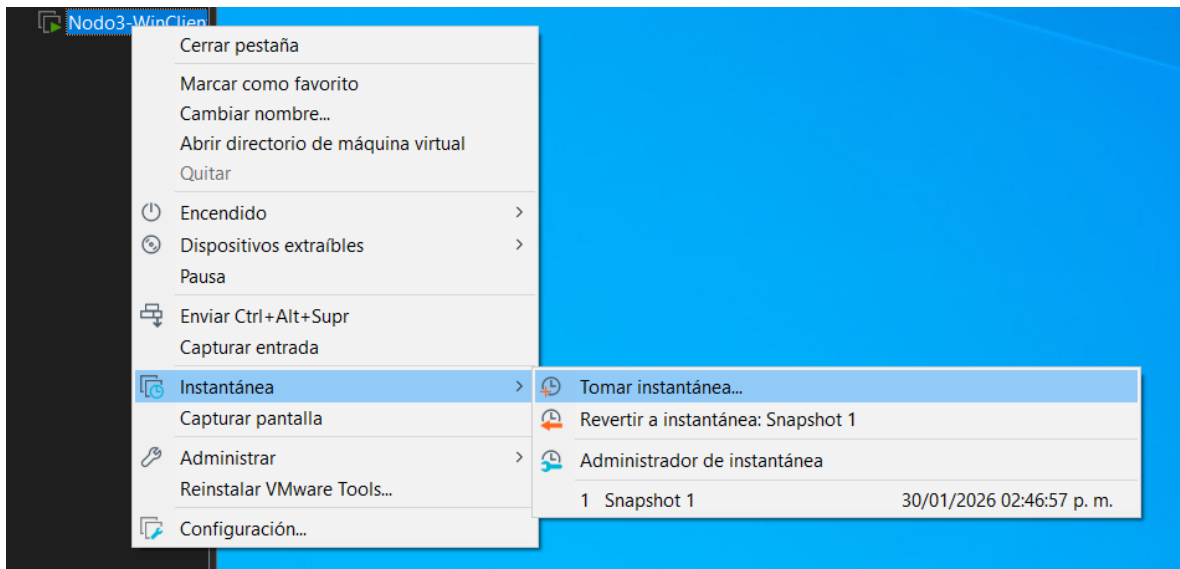 Nodo3-WinClien
Cerrar pestaña
Marcar como favorito
Cambiar nombre...
Abrir directorio de máquina virtual
Quitar
Encendido
Dispositivos extraíbles
Pausa
Enviar Ctrl+Alt+Supr
Capturar entrada
Instantánea
Capturar pantalla
Administrar
Reinstalar VMware Tools...
Configuración...
Tomar instantánea...
Revertir a instantánea: Snapshot 1
Administrador de instantánea
1 Snapshot 1 30/01/2026 02:46:57 p. m.